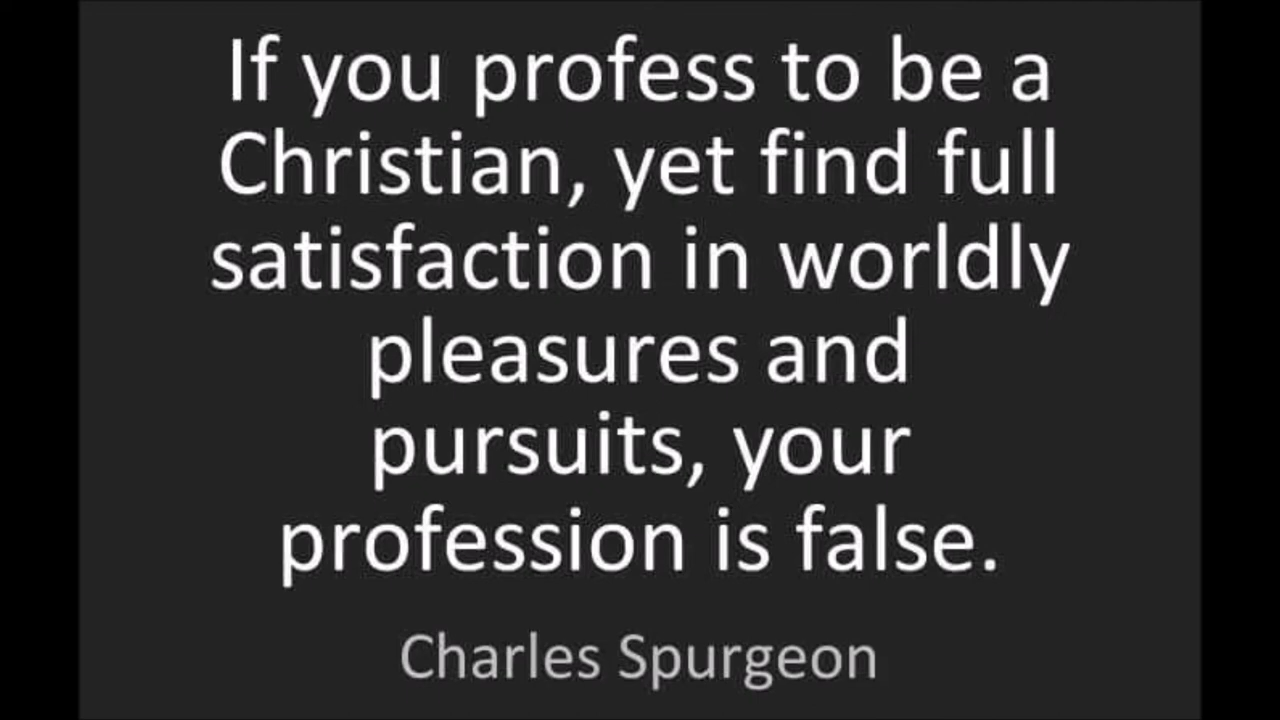 If you profess to be a
Christian, yet find full
satisfaction in worldly
pleasures and
pursuits, your
profession is false.
Charles Spurgeon